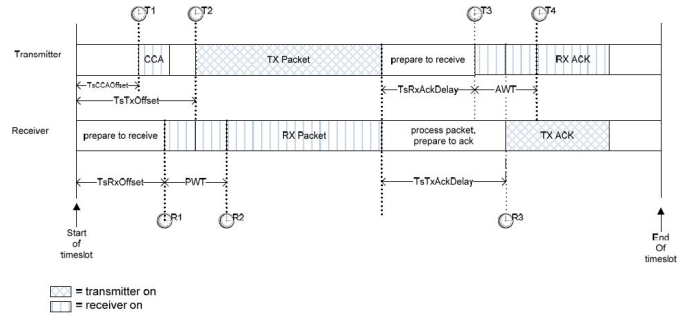 T1
T2
T3
T4
Transmitter
CCA
TX Packet
prepare to receive
RX ACK
TsCCAOffset
TsTxOffset
TsRxAckDelay
AWT
Receiver
prepare to receive
RX Packet
process packet,
prepare to ack
TX ACK
TsRxOffset
PWT
TsTxAckDelay
R1
R2
R3
Start
of
timeslot
End
Of
timeslot
= transmitter on
= receiver on